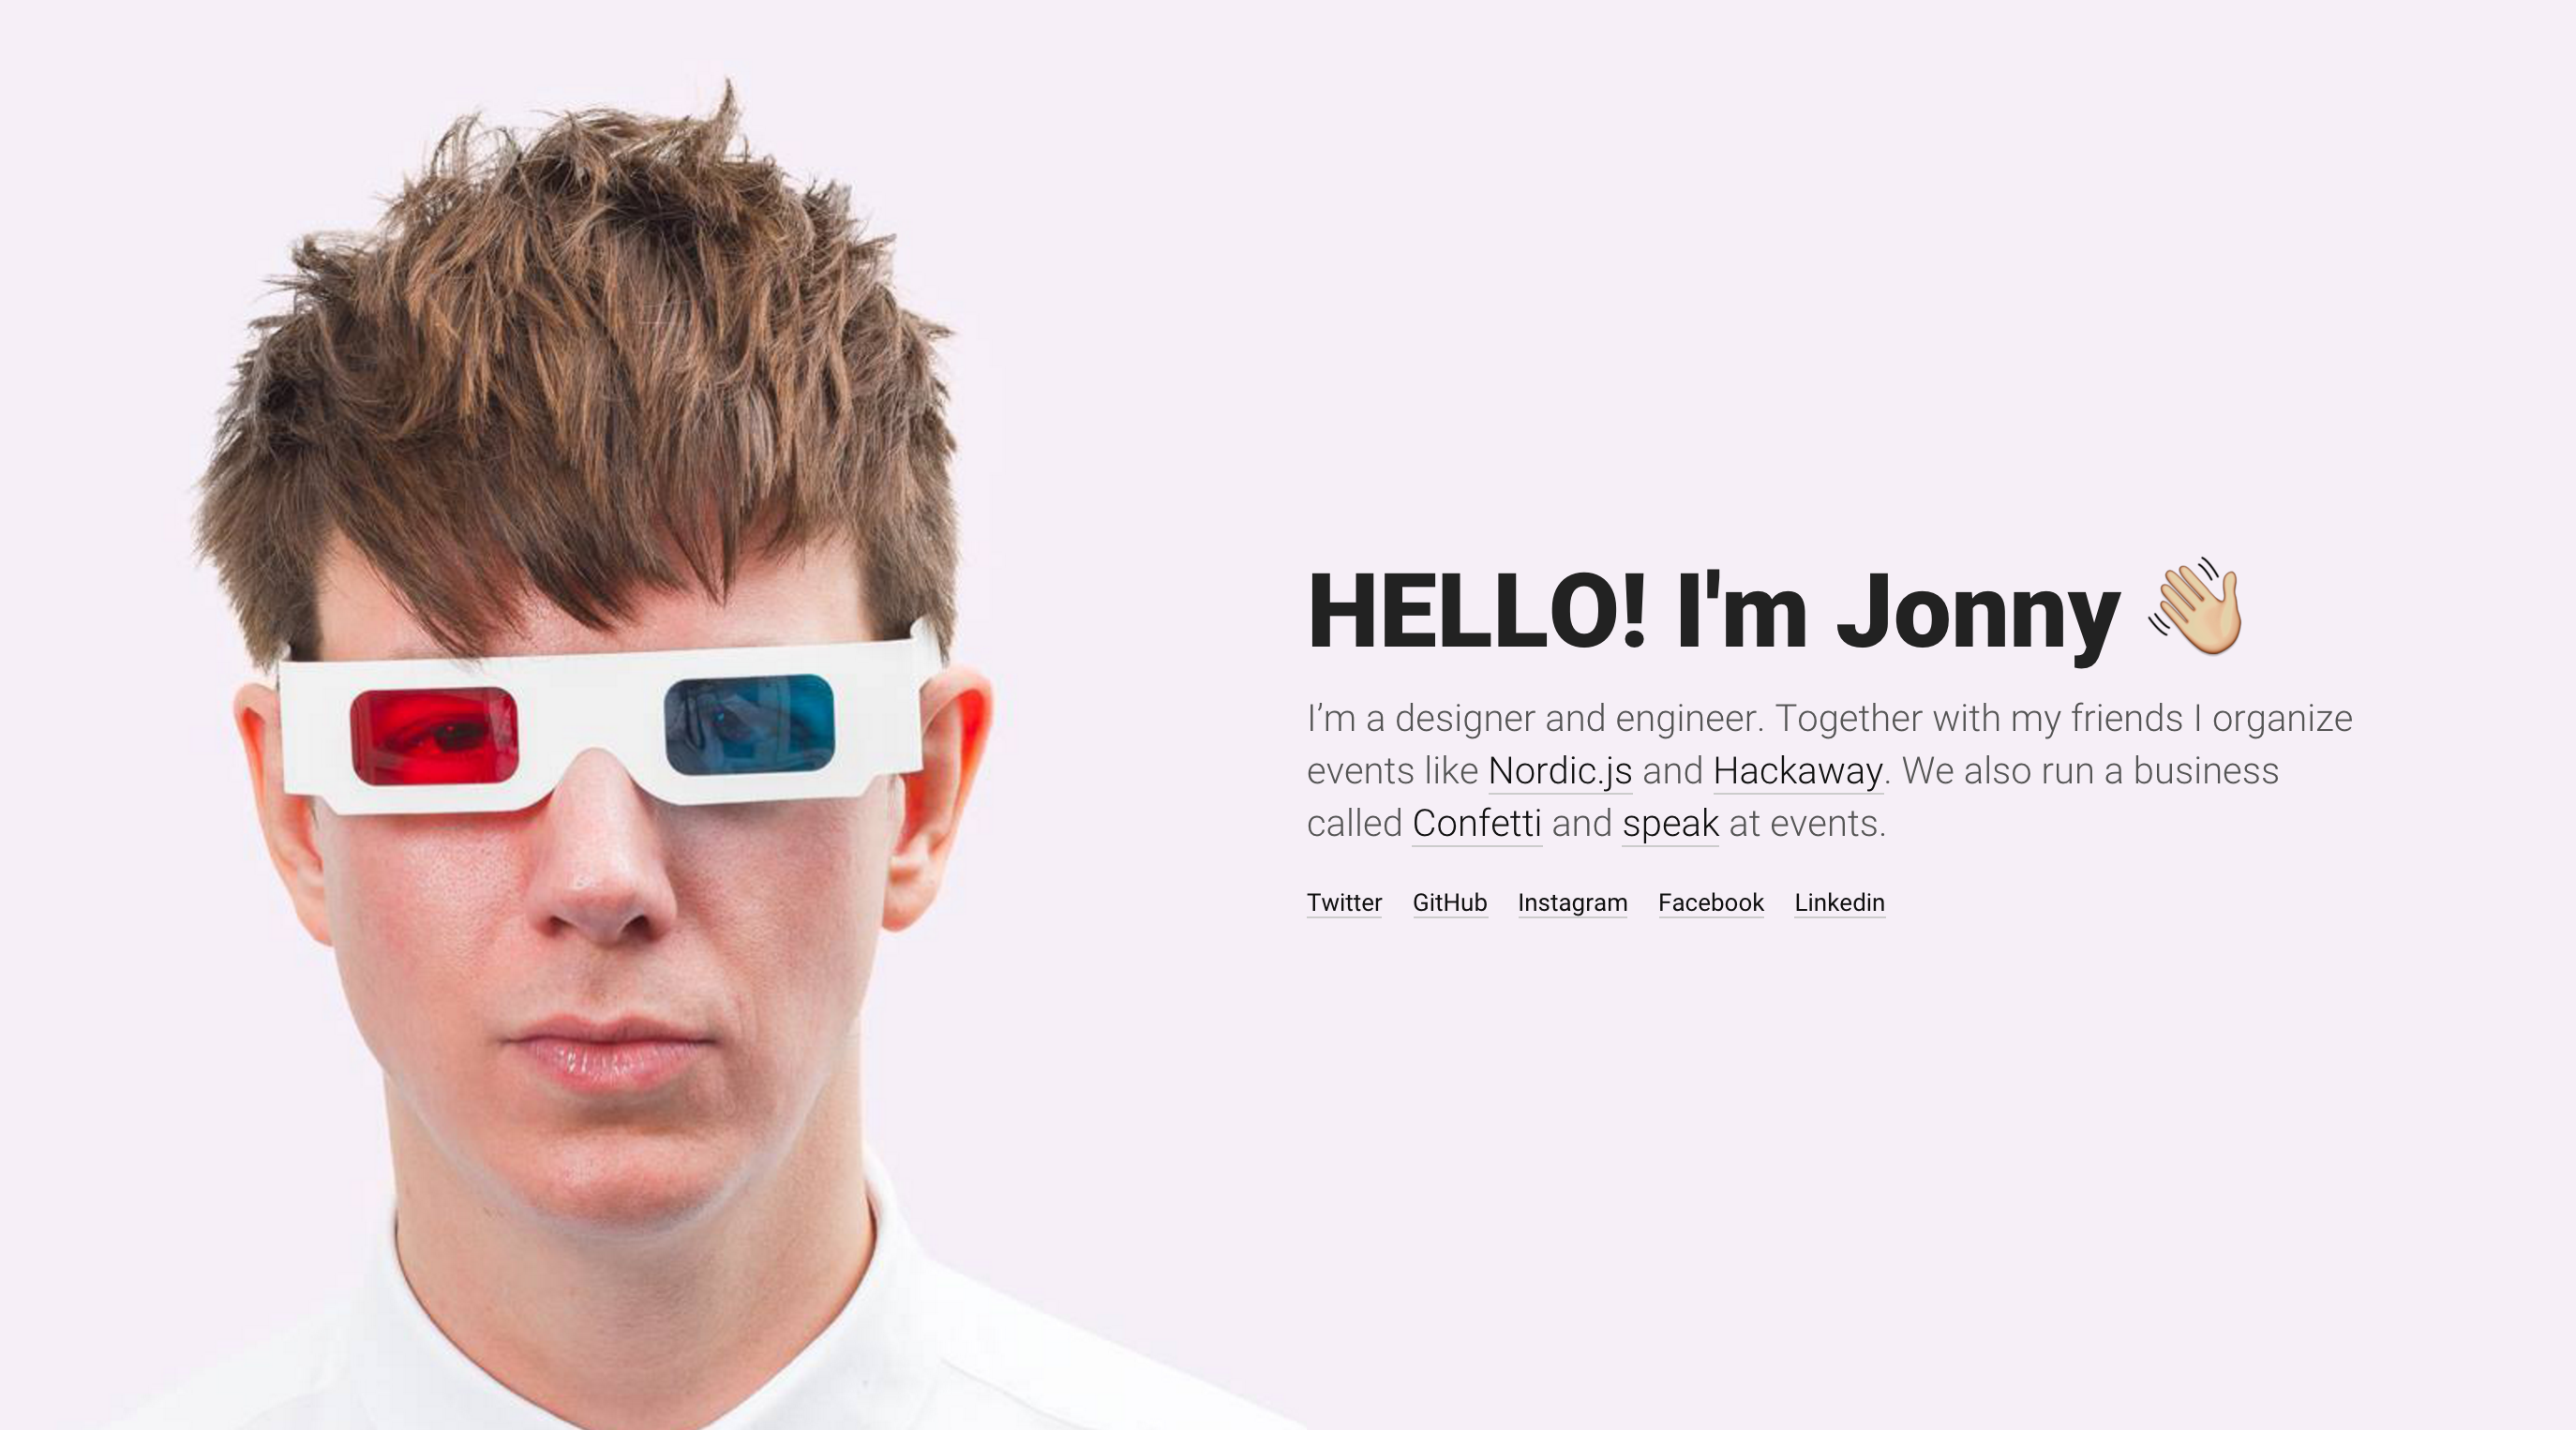 HELLO! I'm Jonny 👋🏼
I’m a designer and engineer. Together with my friends I organize
events like Nordic.js and Hackaway. We also run a business
called Confetti and speak at events.
Twitter GitHub Instagram Facebook Linkedin